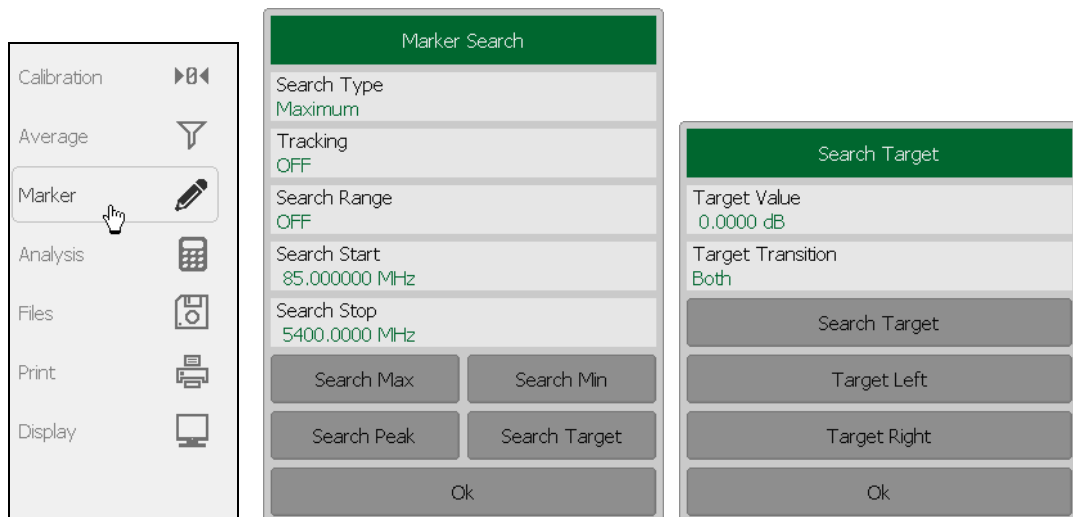 Calibration
Average
Marker
Analysis
Files
Print
Display
Marker Search
Search Type
Maximum
Tracking
OFF
Search Range
OFF
Search Start
85.000000 MHz
Search Stop
5400.0000 MHz
Search Max
Search Min
Search Peak
Search Target
Ok
Search Target
Target Value
0.0000 dB
Target Transition
Both
Search Target
Target Left
Target Right
Ok